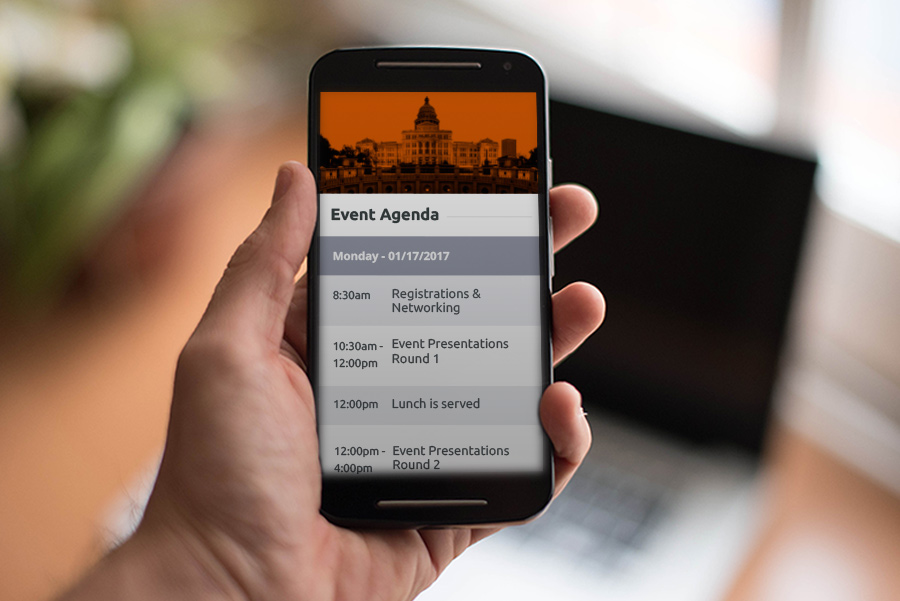 Event Agenda
Monday - 01/17/2017
8:30am Registrations &
Networking
10:30am - Event Presentations
12:00pm Round 1
12:00pm Lunch is served
12:00pm - Event Presentations
4:00pm Round 2